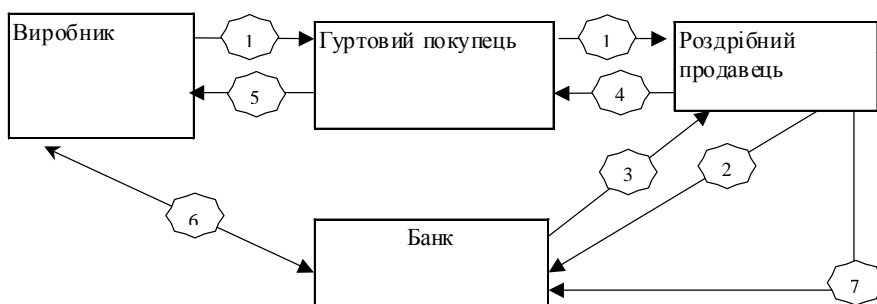 Виробник
1
Гуртовий покупець
1
Роздрібний
продавець
5
4
3
2
6
Банк
7